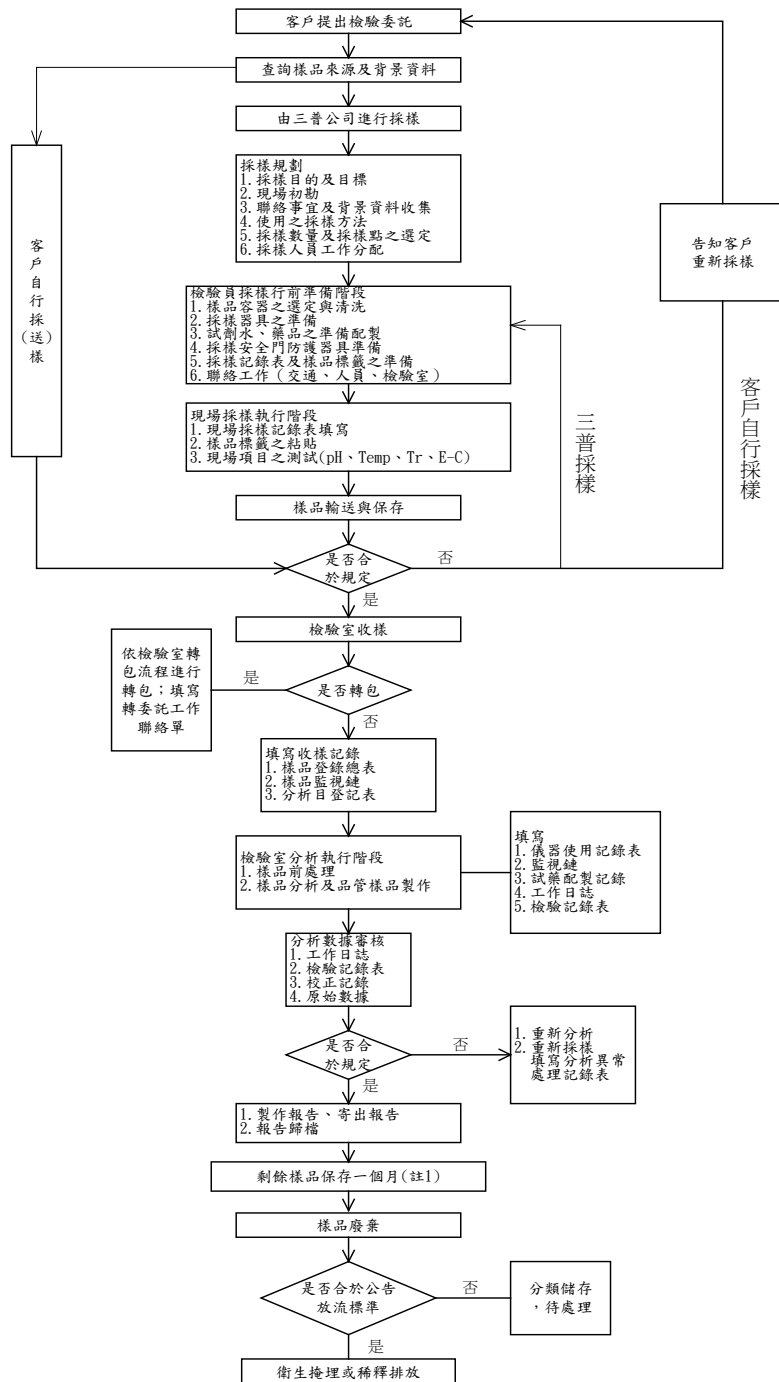 客戶提出檢驗委託
查詢樣品來源及背景資料
由三普公司進行採樣
採樣規劃
1.採樣目的及目標
2.現場初勘
3.聯絡事宜及背景資料收集
4.使用之採樣方法
5.採樣數量及採樣點之選定
6.採樣人員工作分配
客戶自行採(送)樣
告知客戶
重新採樣
檢驗員採樣行前準備階段
1.樣品容器之選定與清洗
2.採樣器具之準備
3.試劑水、藥品之準備配製
4.採樣安全門防護器具準備
5.採樣記錄表及樣品標籤之準備
6.聯絡工作(交通、人員、檢驗室)
三普採樣
客戶自行採樣
現場採樣執行階段
1.現場採樣記錄表填寫
2.樣品標籤之粘貼
3.現場項目之測試(pH、Temp、Tr、E-C)
樣品輸送與保存
是否合
於規定
否
是
檢驗室收樣
依檢驗室轉
包流程進行
轉包；填寫
轉委託工作
聯絡單
是
是否轉包
否
填寫收樣記錄
1.樣品登錄總表
2.樣品監視鏈
3.分析目登記表
檢驗室分析執行階段
1.樣品前處理
2.樣品分析及品管樣品製作
填寫
1.儀器使用記錄表
2.監視鏈
3.試藥配製記錄
4.工作日誌
5.檢驗記錄表
分析數據審核
1.工作日誌
2.檢驗記錄表
3.校正記錄
4.原始數據
是否合
於規定
否
1.重新分析
2.重新採樣
填寫分析異常
處理記錄表
是
1.製作報告、寄出報告
2.報告歸檔
剩餘樣品保存一個月(註1)
樣品廢棄
是否合於公告
放流標準
否
分類儲存
，待處理
是
衛生掩埋或稀釋排放